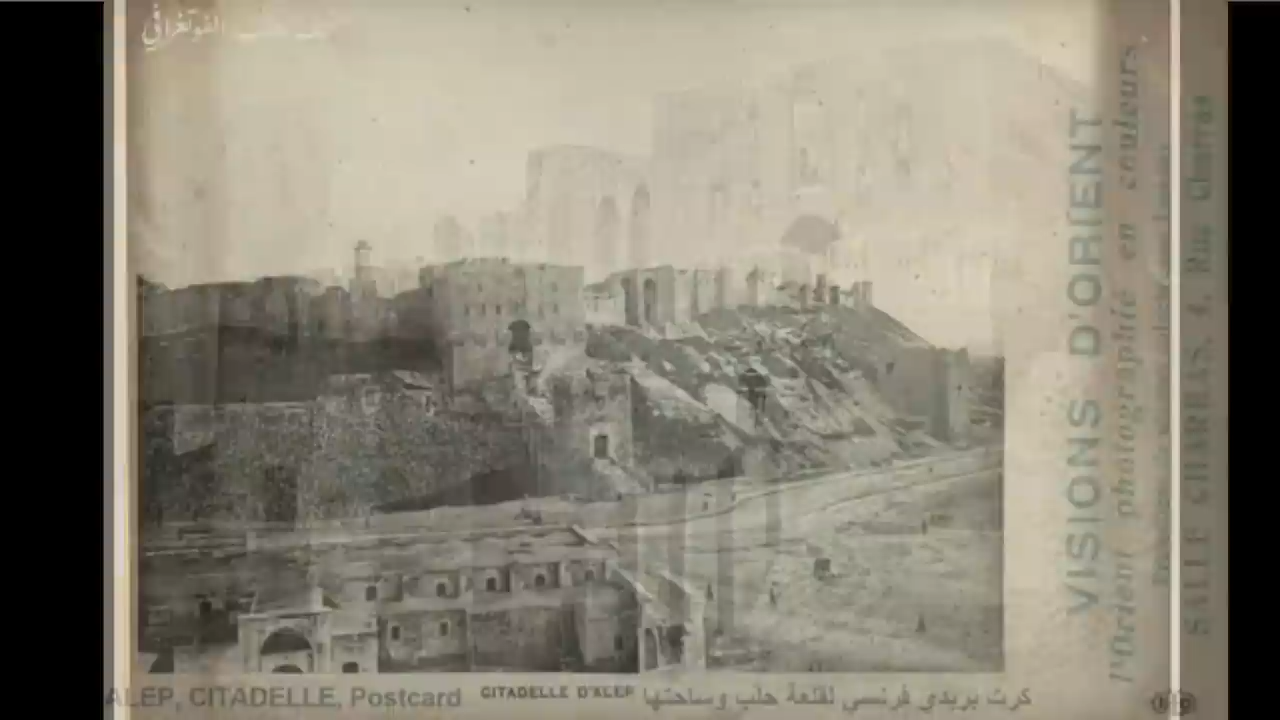 الفوتغرافي
VISIONS D'ORIENT
l'Orient photographié en couleurs
SALLE CHARRAS, 4, Rue Charras
ALEP, CITADELLE, Postcard
CITADELLE D'ALEP
كرت بريدي فرنسي لقلعة حلب وساحتها